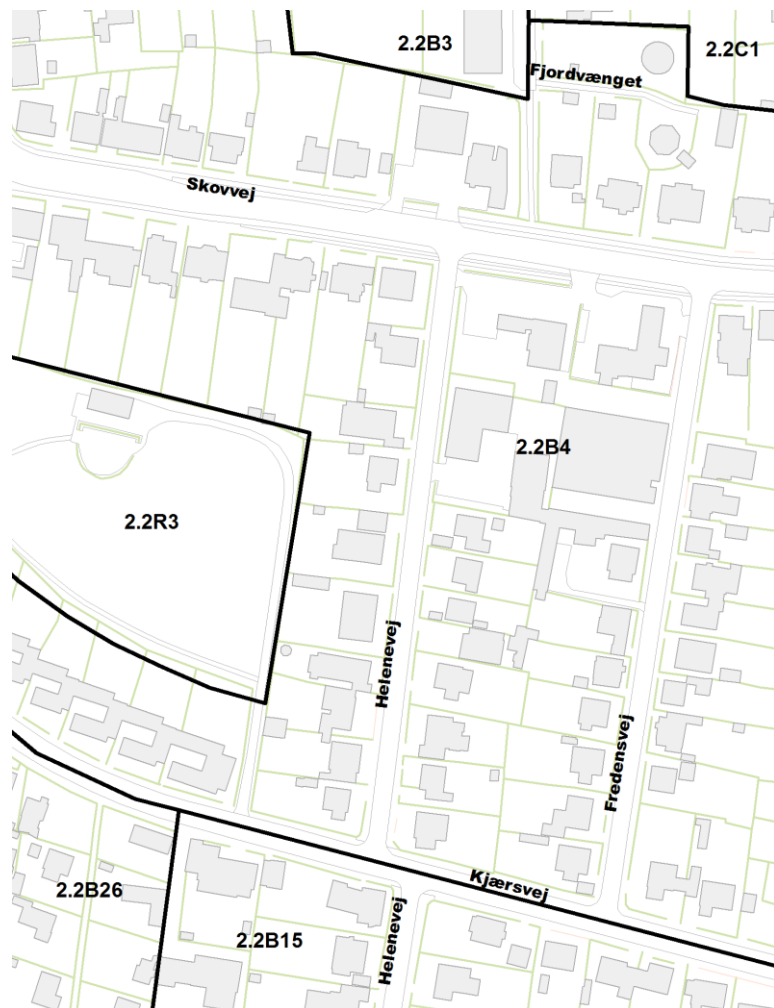 2.2B3
2.2C1
Fjordvænget
Skovvej
2.2B4
2.2R3
Helenevej
Fredensvej
Kjærsvej
2.2B26
2.2B15
Helenevej